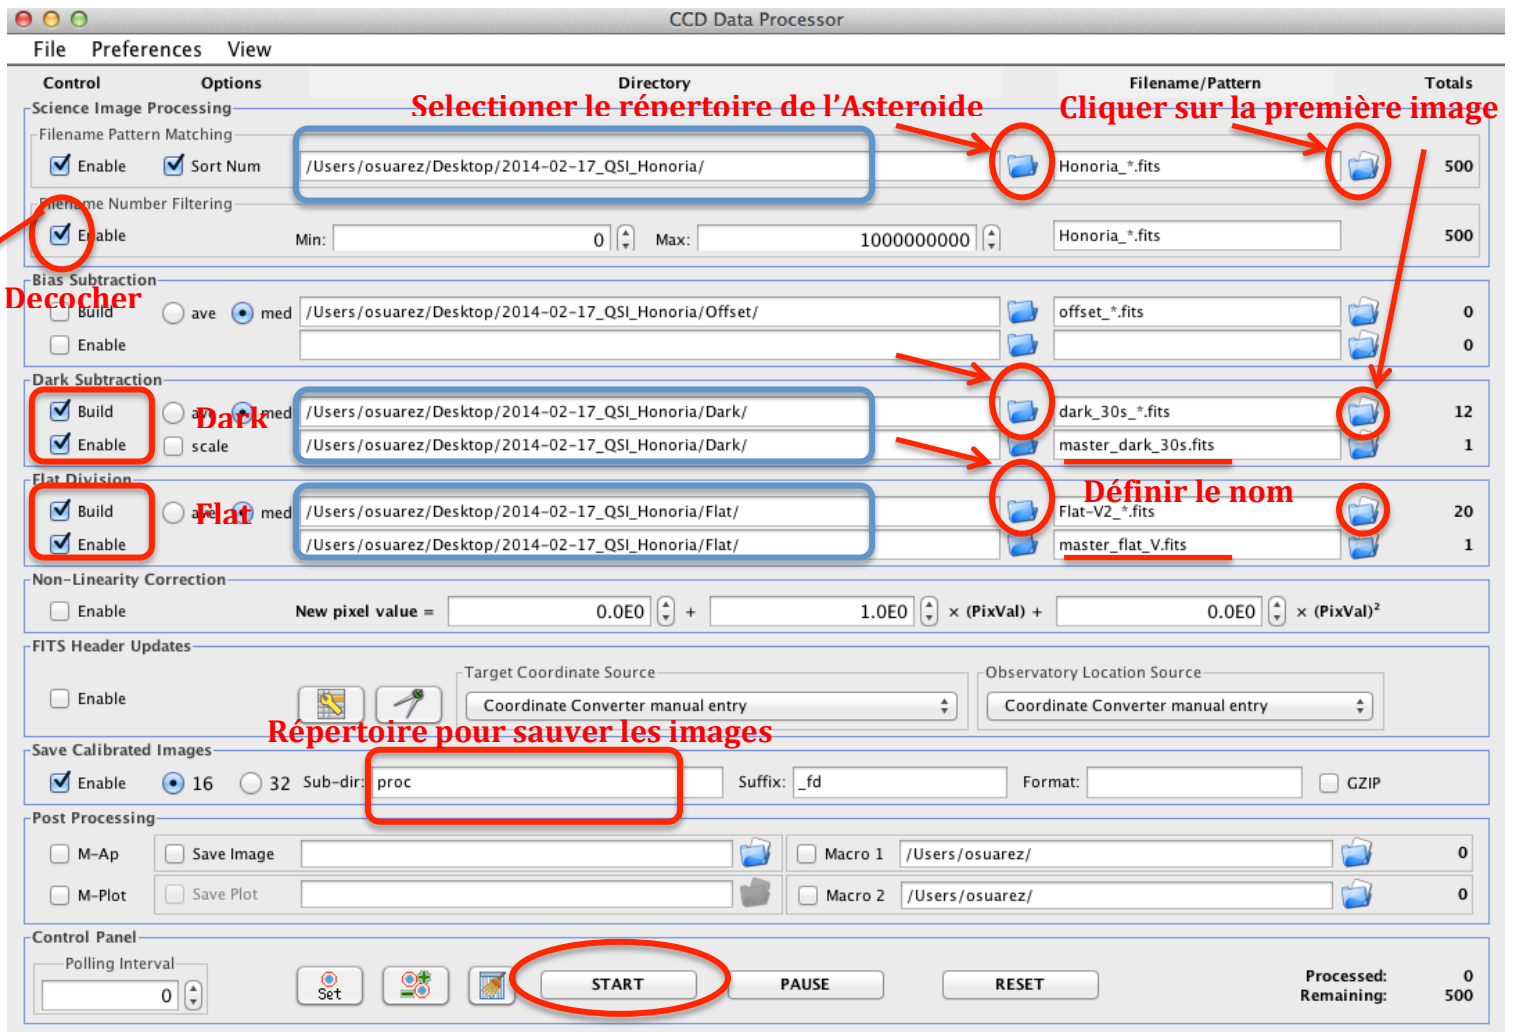 CCD Data Processor
File Preferences View
Control Options Directory Filename/Pattern Totals
Selectioner le répertoire de l'Asteroide Cliquer sur la première image
Science Image Processing
Filename Pattern Matching
Enable Sort Num /Users/osuarez/Desktop/2014-02-17_QSI_Honoria/ Honoria_*.fits 500
Filename Number Filtering
Enable Min: 0 Max: 1000000000 Honoria_*.fits 500
Bias Subtraction
Decocher
Build ave med /Users/osuarez/Desktop/2014-02-17_QSI_Honoria/Offset/ offset_*.fits 0
Enable 0
Dark Subtraction
Build ave med /Users/osuarez/Desktop/2014-02-17_QSI_Honoria/Dark/ dark_30s_*.fits 12
Dark
Enable scale /Users/osuarez/Desktop/2014-02-17_QSI_Honoria/Dark/ master_dark_30s.fits 1
Flat Division
Définir le nom
Build ave med /Users/osuarez/Desktop/2014-02-17_QSI_Honoria/Flat/ Flat-V2_*.fits 20
Flat
Enable /Users/osuarez/Desktop/2014-02-17_QSI_Honoria/Flat/ master_flat_V.fits 1
Non-Linearity Correction
Enable New pixel value = 0.0E0 + 1.0E0 × (PixVal) + 0.0E0 × (PixVal)²
FITS Header Updates
Target Coordinate Source Observatory Location Source
Enable Coordinate Converter manual entry Coordinate Converter manual entry
Répertoire pour sauver les images
Save Calibrated Images
Enable 16 32 Sub-dir: proc Suffix: _fd Format: GZIP
Post Processing
M-Ap Save Image Macro 1 /Users/osuarez/ 0
M-Plot Save Plot Macro 2 /Users/osuarez/ 0
Control Panel
Polling Interval
0 Set START PAUSE RESET
Processed: 0
Remaining: 500